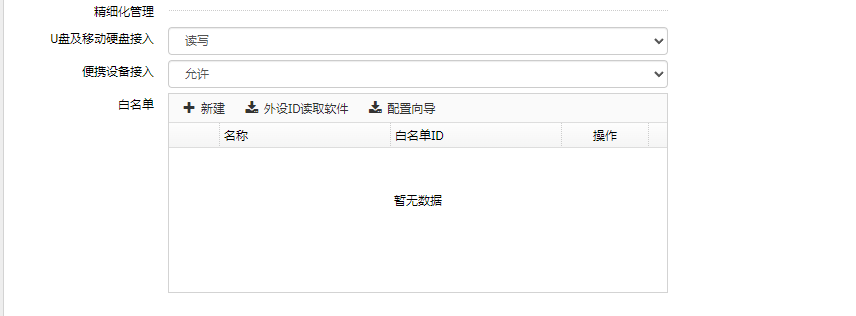 精细化管理
U盘及移动硬盘接入 读写
便携设备接入 允许
白名单 新建 外设ID读取软件 配置向导
名称 白名单ID 操作
暂无数据